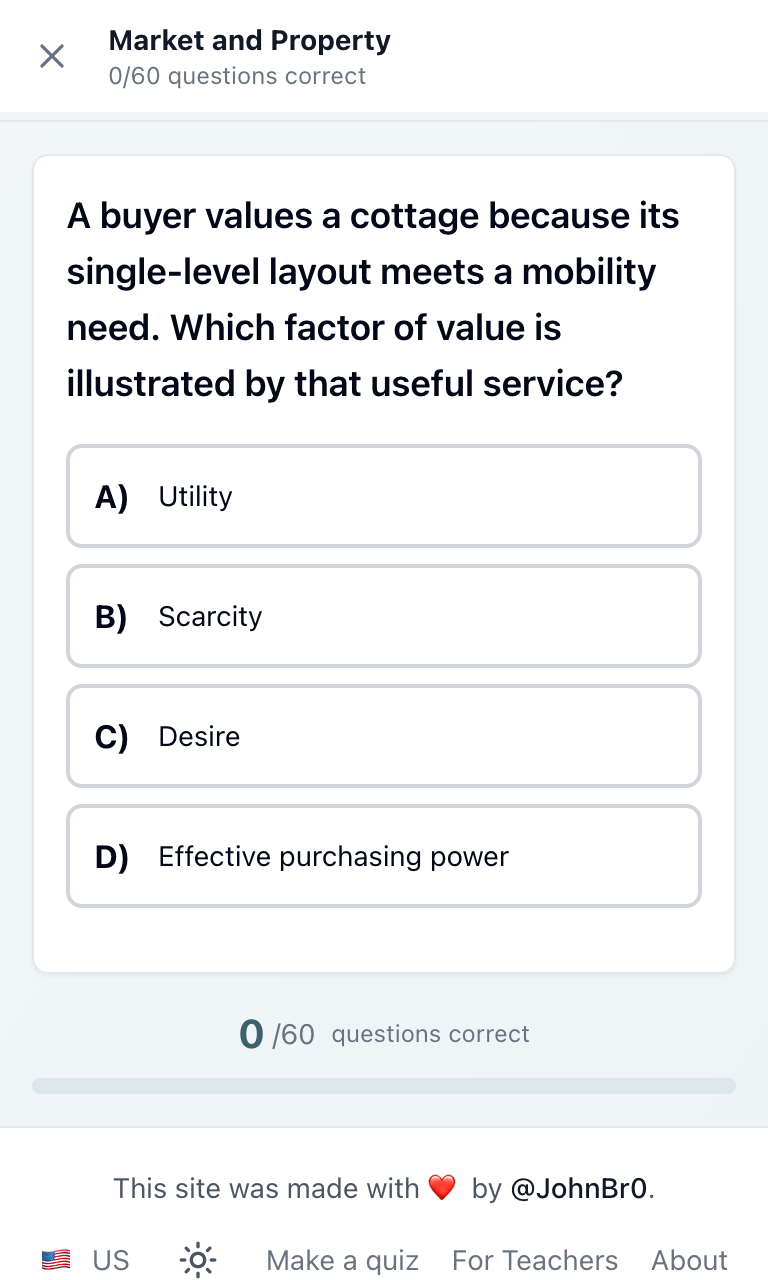 Market and Property
0/60 questions correct
A buyer values a cottage because its
single-level layout meets a mobility
need. Which factor of value is
illustrated by that useful service?
A) Utility
B) Scarcity
C) Desire
D) Effective purchasing power
0 /60 questions correct
This site was made with ❤️ by @JohnBr0.
🇺🇸 US Make a quiz For Teachers About